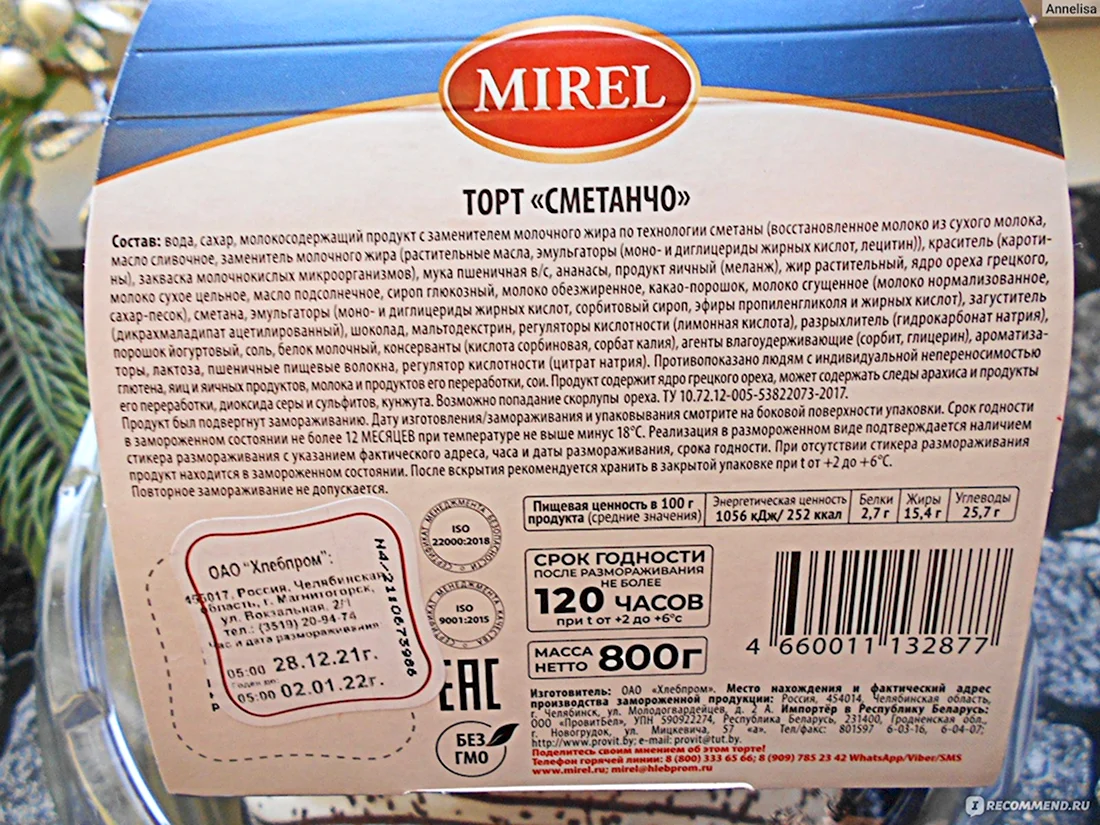 Annelisa
MIREL
ТОРТ «СМЕТАНЧО»
Состав: вода, сахар, молокосодержащий продукт с заменителем молочного жира по технологии сметаны (восстановленное молоко из сухого молока,
масло сливочное, заменитель молочного жира (растительные масла, эмульгаторы (моно- и диглицериды жирных кислот, лецитин)), краситель (кароти-
ны), закваска молочнокислых микроорганизмов), мука пшеничная в/с, ананасы, продукт яичный (меланж), жир растительный, ядро ореха грецкого,
молоко сухое цельное, масло подсолнечное, сироп глюкозный, молоко обезжиренное, какао-порошок, молоко сгущенное (молоко нормализованное,
сахар-песок), сметана, эмульгаторы (моно- и диглицериды жирных кислот, сорбитовый сироп, эфиры пропиленгликоля и жирных кислот), загуститель
(дикрахмаладипат ацетилированный), шоколад, мальтодекстрин, регуляторы кислотности (лимонная кислота), разрыхлитель (гидрокарбонат натрия),
порошок йогуртовый, соль, белок молочный, консерванты (кислота сорбиновая, сорбат калия), агенты влагоудерживающие (сорбит, глицерин), ароматиза-
торы, лактоза, пшеничные пищевые волокна, регулятор кислотности (цитрат натрия). Противопоказано людям с индивидуальной непереносимостью
глютена, яиц и яичных продуктов, молока и продуктов его переработки, сои. Продукт содержит ядро грецкого ореха, может содержать следы арахиса и продукты
его переработки, диоксида серы и сульфитов, кунжута. Возможно попадание скорлупы ореха. ТУ 10.72.12-005-53822073-2017.
Продукт был подвергнут замораживанию. Дату изготовления/замораживания и упаковывания смотрите на боковой поверхности упаковки. Срок годности
в замороженном состоянии не более 12 МЕСЯЦЕВ при температуре не выше минус 18°С. Реализация в размороженном виде подтверждается наличием
стикера размораживания с указанием фактического адреса, часа и даты размораживания, срока годности. При отсутствии стикера размораживания
продукт находится в замороженном состоянии. После вскрытия рекомендуется хранить в закрытой упаковке при t от +2 до +6°С.
Повторное замораживание не допускается.
Пищевая ценность в 100 г
продукта (средние значения)
Энергетическая ценность
1056 кДж/ 252 ккал
Белки
2,7 г
Жиры
15,4 г
Углеводы
25,7 г
СЕРТИФИКАТ МЕНЕДЖМЕНТА БЕЗОПАСНОСТИ
ISO
22000:2018
СЕРТИФИКАТ МЕНЕДЖМЕНТА КАЧЕСТВА
ISO
9001:2015
ЕАС
БЕЗ
ГМО
ОАО "Хлебпром":
455017, Россия, Челябинская
область, г. Магнитогорск,
ул. Вокзальная, 2/1
тел.: (3519) 20-94-74
Час и дата размораживания:
05:00 28.12.21г.
Годен до:
05:00 02.01.22г.
СРОК ГОДНОСТИ
ПОСЛЕ РАЗМОРАЖИВАНИЯ
НЕ БОЛЕЕ
120 ЧАСОВ
при t от +2 до +6°с
МАССА
НЕТТО 800г
4 660011 132877
Изготовитель: ОАО «Хлебпром». Место нахождения и фактический адрес
производства замороженной продукции: Россия, 454014, Челябинская область,
г. Челябинск, ул. Молодогвардейцев, д. 2 А. Импортёр в Республику Беларусь:
ООО «ПровитБел», УПН 590922274, Республика Беларусь, 231400, Гродненская обл.,
г. Новогрудок, ул. Мицкевича, 57 «а». Тел/факс: 801597 6-03-16, 6-04-07;
http://www.provit.by; e-mail: provit@tut.by.
Поделитесь своим мнением об этом торте!
Телефон горячей линии: 8 (800) 333 65 66; 8 (909) 785 23 42 WhatsApp/Viber/SMS
www.mirel.ru; mirel@hlebprom.ru
IRECOMMEND.RU